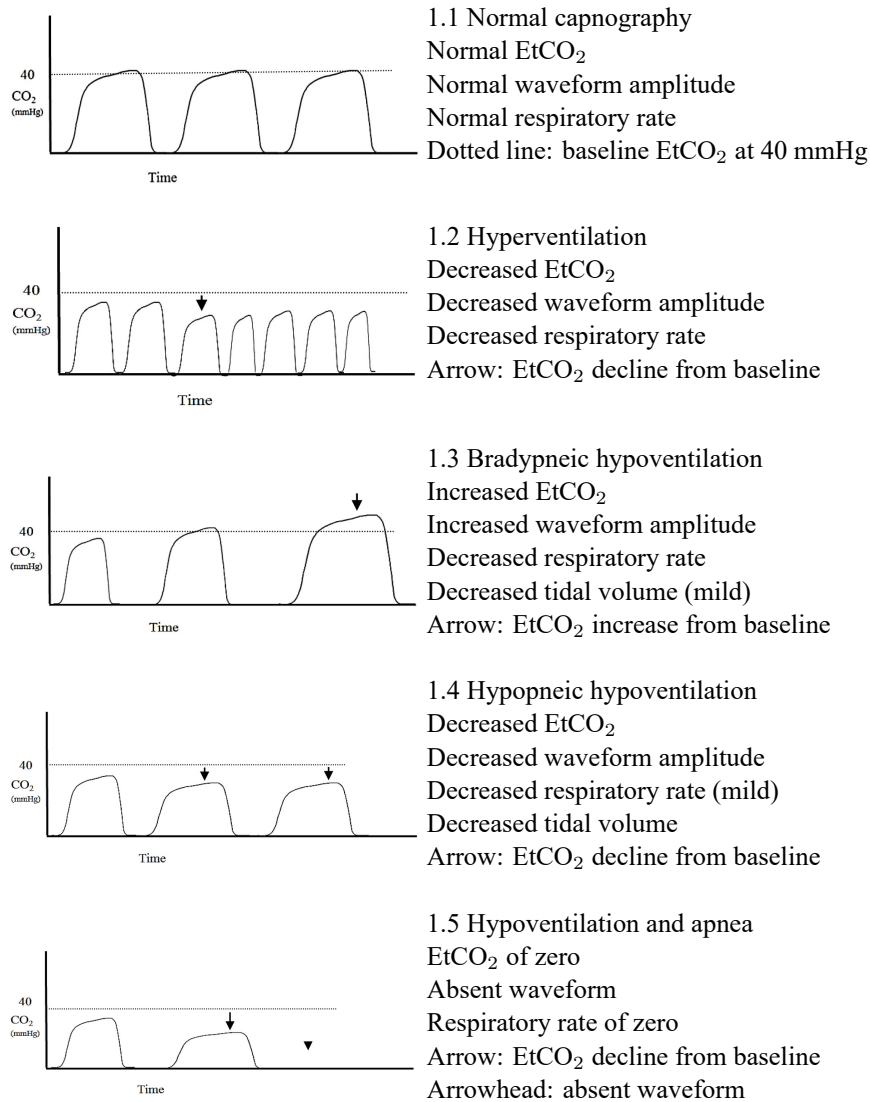 1.1 Normal capnography
Normal EtCO₂
Normal waveform amplitude
Normal respiratory rate
Dotted line: baseline EtCO₂ at 40 mmHg
40
CO₂
(mmHg)
Time
1.2 Hyperventilation
Decreased EtCO₂
Decreased waveform amplitude
Decreased respiratory rate
Arrow: EtCO₂ decline from baseline
40
CO₂
(mmHg)
Time
1.3 Bradypneic hypoventilation
Increased EtCO₂
Increased waveform amplitude
Decreased respiratory rate
Decreased tidal volume (mild)
Arrow: EtCO₂ increase from baseline
40
CO₂
(mmHg)
Time
1.4 Hypopneic hypoventilation
Decreased EtCO₂
Decreased waveform amplitude
Decreased respiratory rate (mild)
Decreased tidal volume
Arrow: EtCO₂ decline from baseline
40
CO₂
(mmHg)
Time
1.5 Hypoventilation and apnea
EtCO₂ of zero
Absent waveform
Respiratory rate of zero
Arrow: EtCO₂ decline from baseline
Arrowhead: absent waveform
40
CO₂
(mmHg)
Time